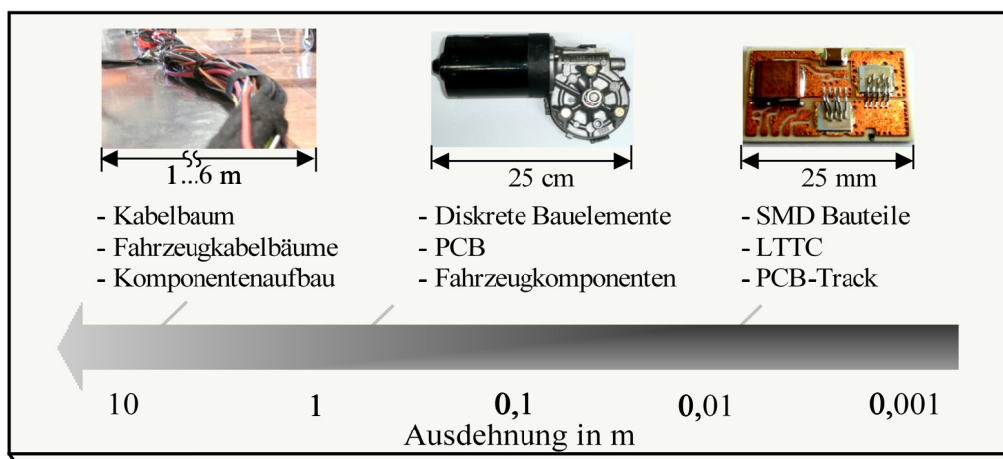 1...6 m
25 cm
25 mm
- Kabelbaum
- Fahrzeugkabelbäume
- Komponentenaufbau
- Diskrete Bauelemente
- PCB
- Fahrzeugkomponenten
- SMD Bauteile
- LTTC
- PCB-Track
10 1 0,1 0,01 0,001
Ausdehnung in m